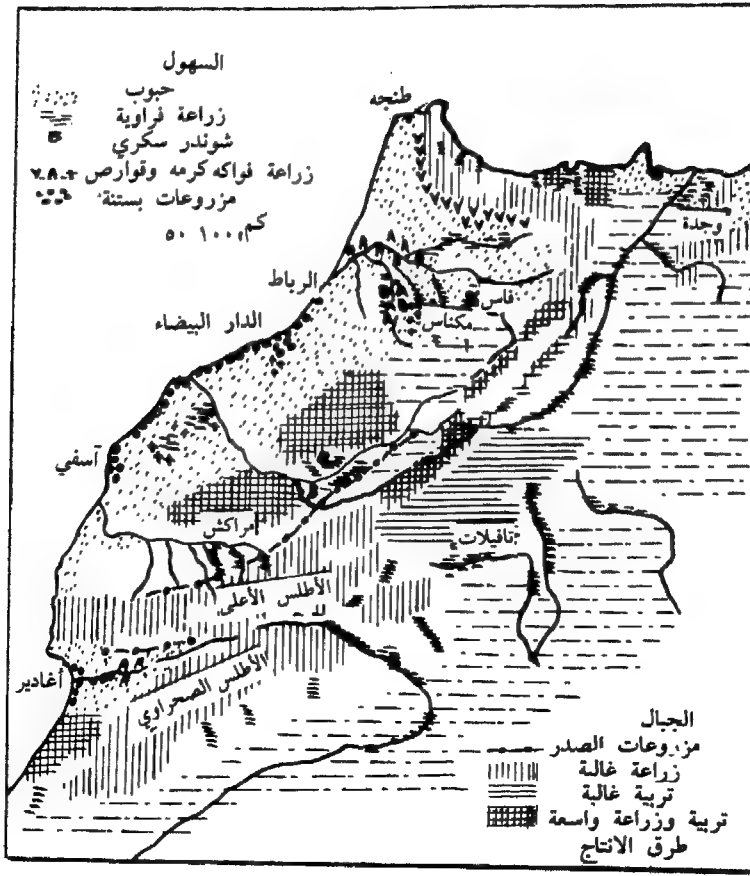 السهول
حبوب
زراعة فراوية
شوندر سكري
زراعة فواكه كرمه وقوارص Y.A.T
مزروعات بستنة
٥٠ ١٠٠ كم
طنجه
وجدة
الرباط
فاس
مكناس
الدار البيضاء
آسفي
مراكش
تافيلات
الأطلس الأعلى
أغادير
الأطلس الصحراوي
الجبال
مزروعات الصدر
زراعة غالبة
تربية غالبة
تربية وزراعة واسعة
طرق الانتاج